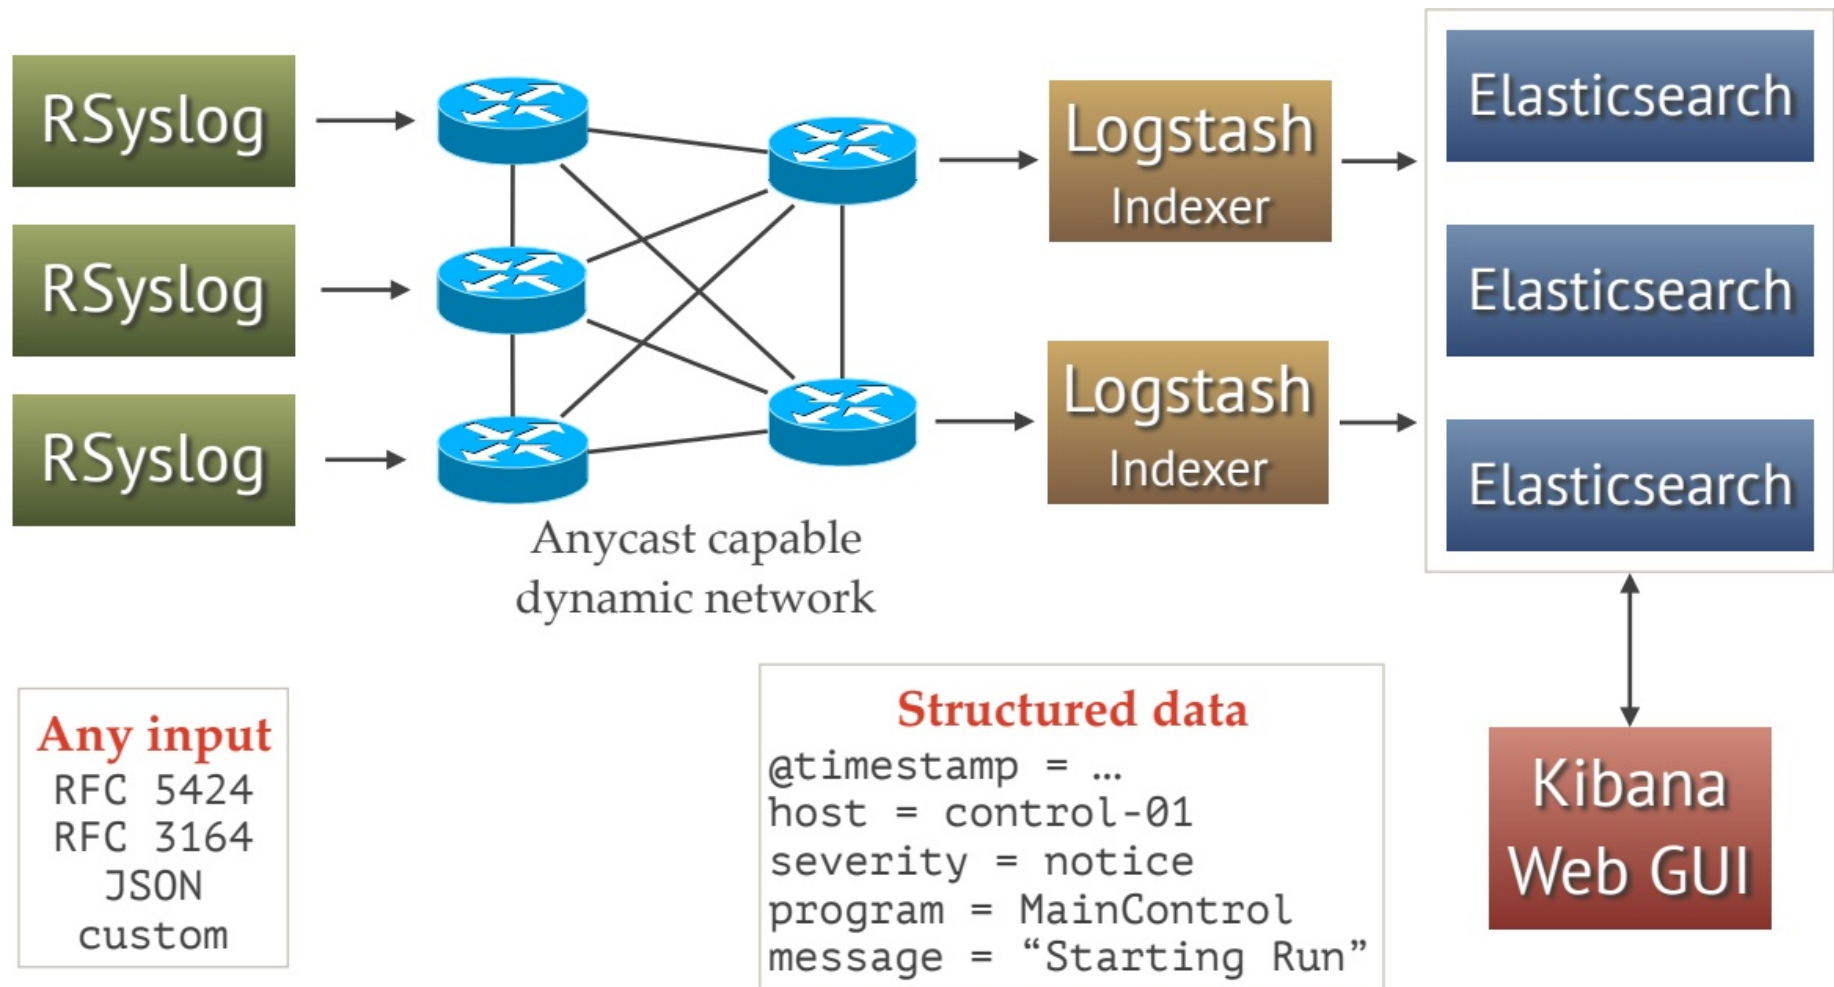 RSyslog
RSyslog
RSyslog
Anycast capable
dynamic network
Logstash
Indexer
Logstash
Indexer
Elasticsearch
Elasticsearch
Elasticsearch
Any input
RFC 5424
RFC 3164
JSON
custom
Structured data
@timestamp = …
host = control-01
severity = notice
program = MainControl
message = “Starting Run”
Kibana
Web GUI